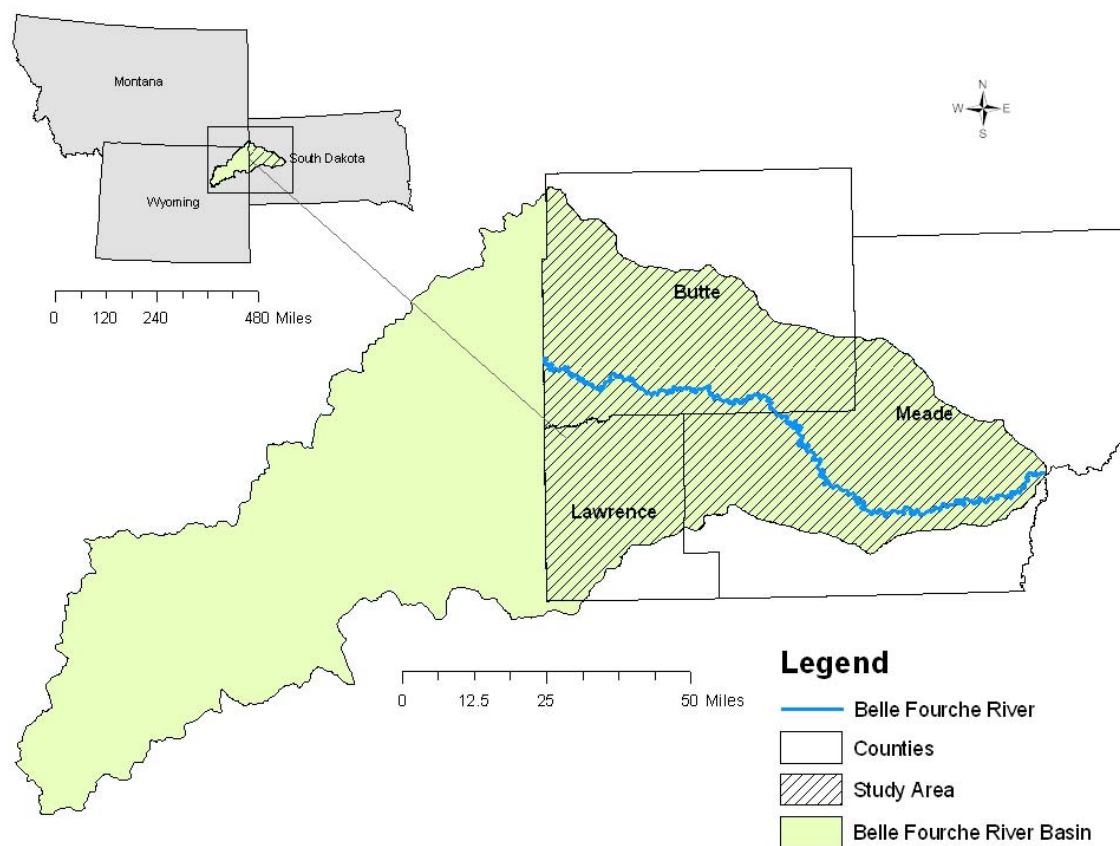 Montana
South Dakota
Wyoming
0 120 240 480 Miles
N
W E
S
Butte
Meade
Lawrence
0 12.5 25 50 Miles
Legend
Belle Fourche River
Counties
Study Area
Belle Fourche River Basin